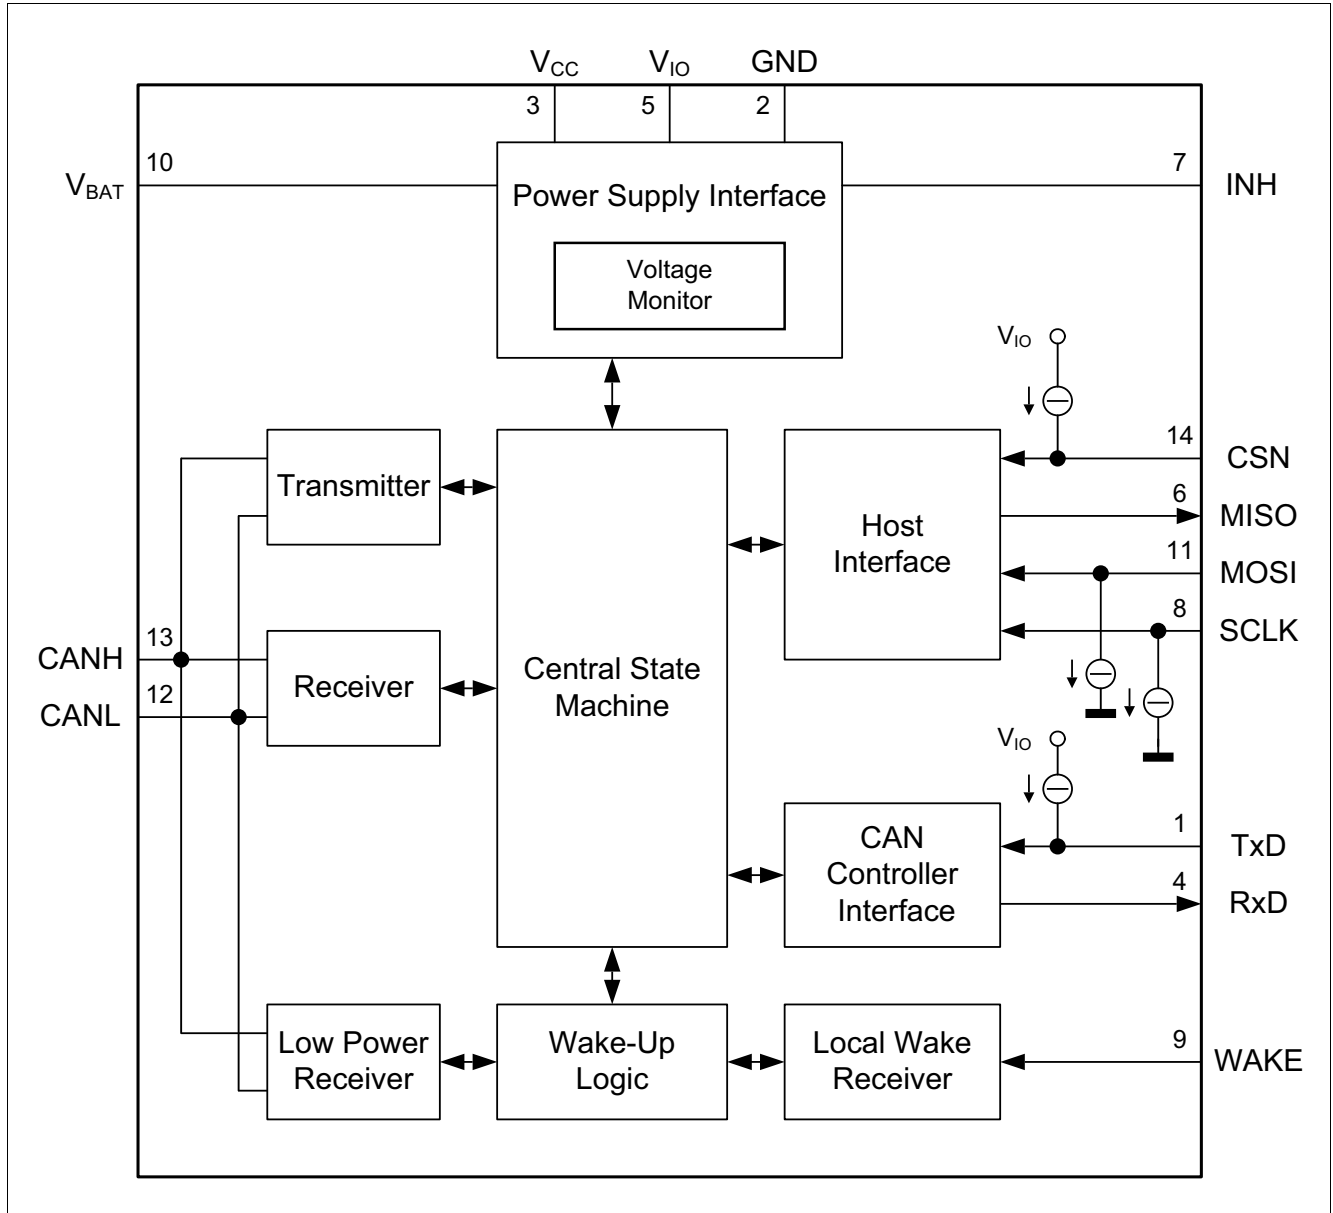 VCC VIO GND
3 5 2
10 7
VBAT INH
Power Supply Interface
Voltage
Monitor
VIO
14
CSN
Transmitter
6
MISO
Host
Interface
11
MOSI
8
SCLK
13
CANH
Receiver
Central State
Machine
12
CANL
VIO
1
TxD
CAN
Controller
Interface
4
RxD
Low Power
Receiver
Wake-Up
Logic
Local Wake
Receiver
9
WAKE